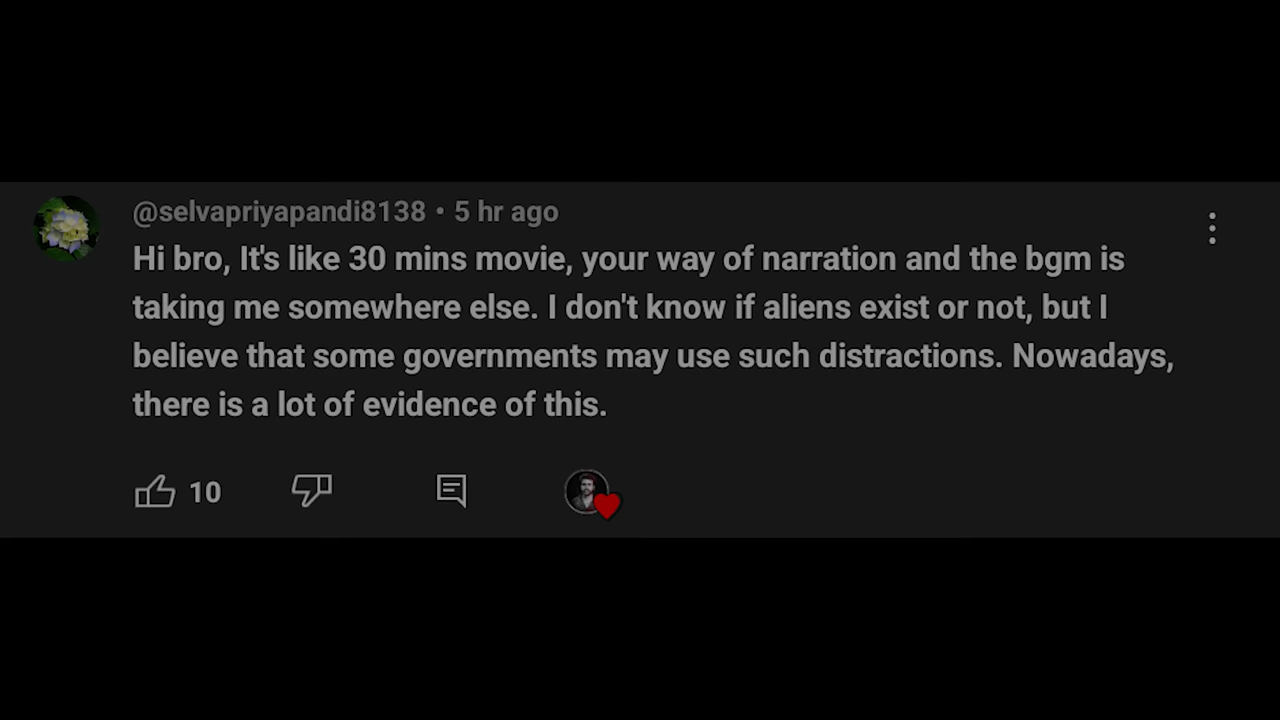 @selvapriyapandi8138 • 5 hr ago
Hi bro, It's like 30 mins movie, your way of narration and the bgm is
taking me somewhere else. I don't know if aliens exist or not, but I
believe that some governments may use such distractions. Nowadays,
there is a lot of evidence of this.
10